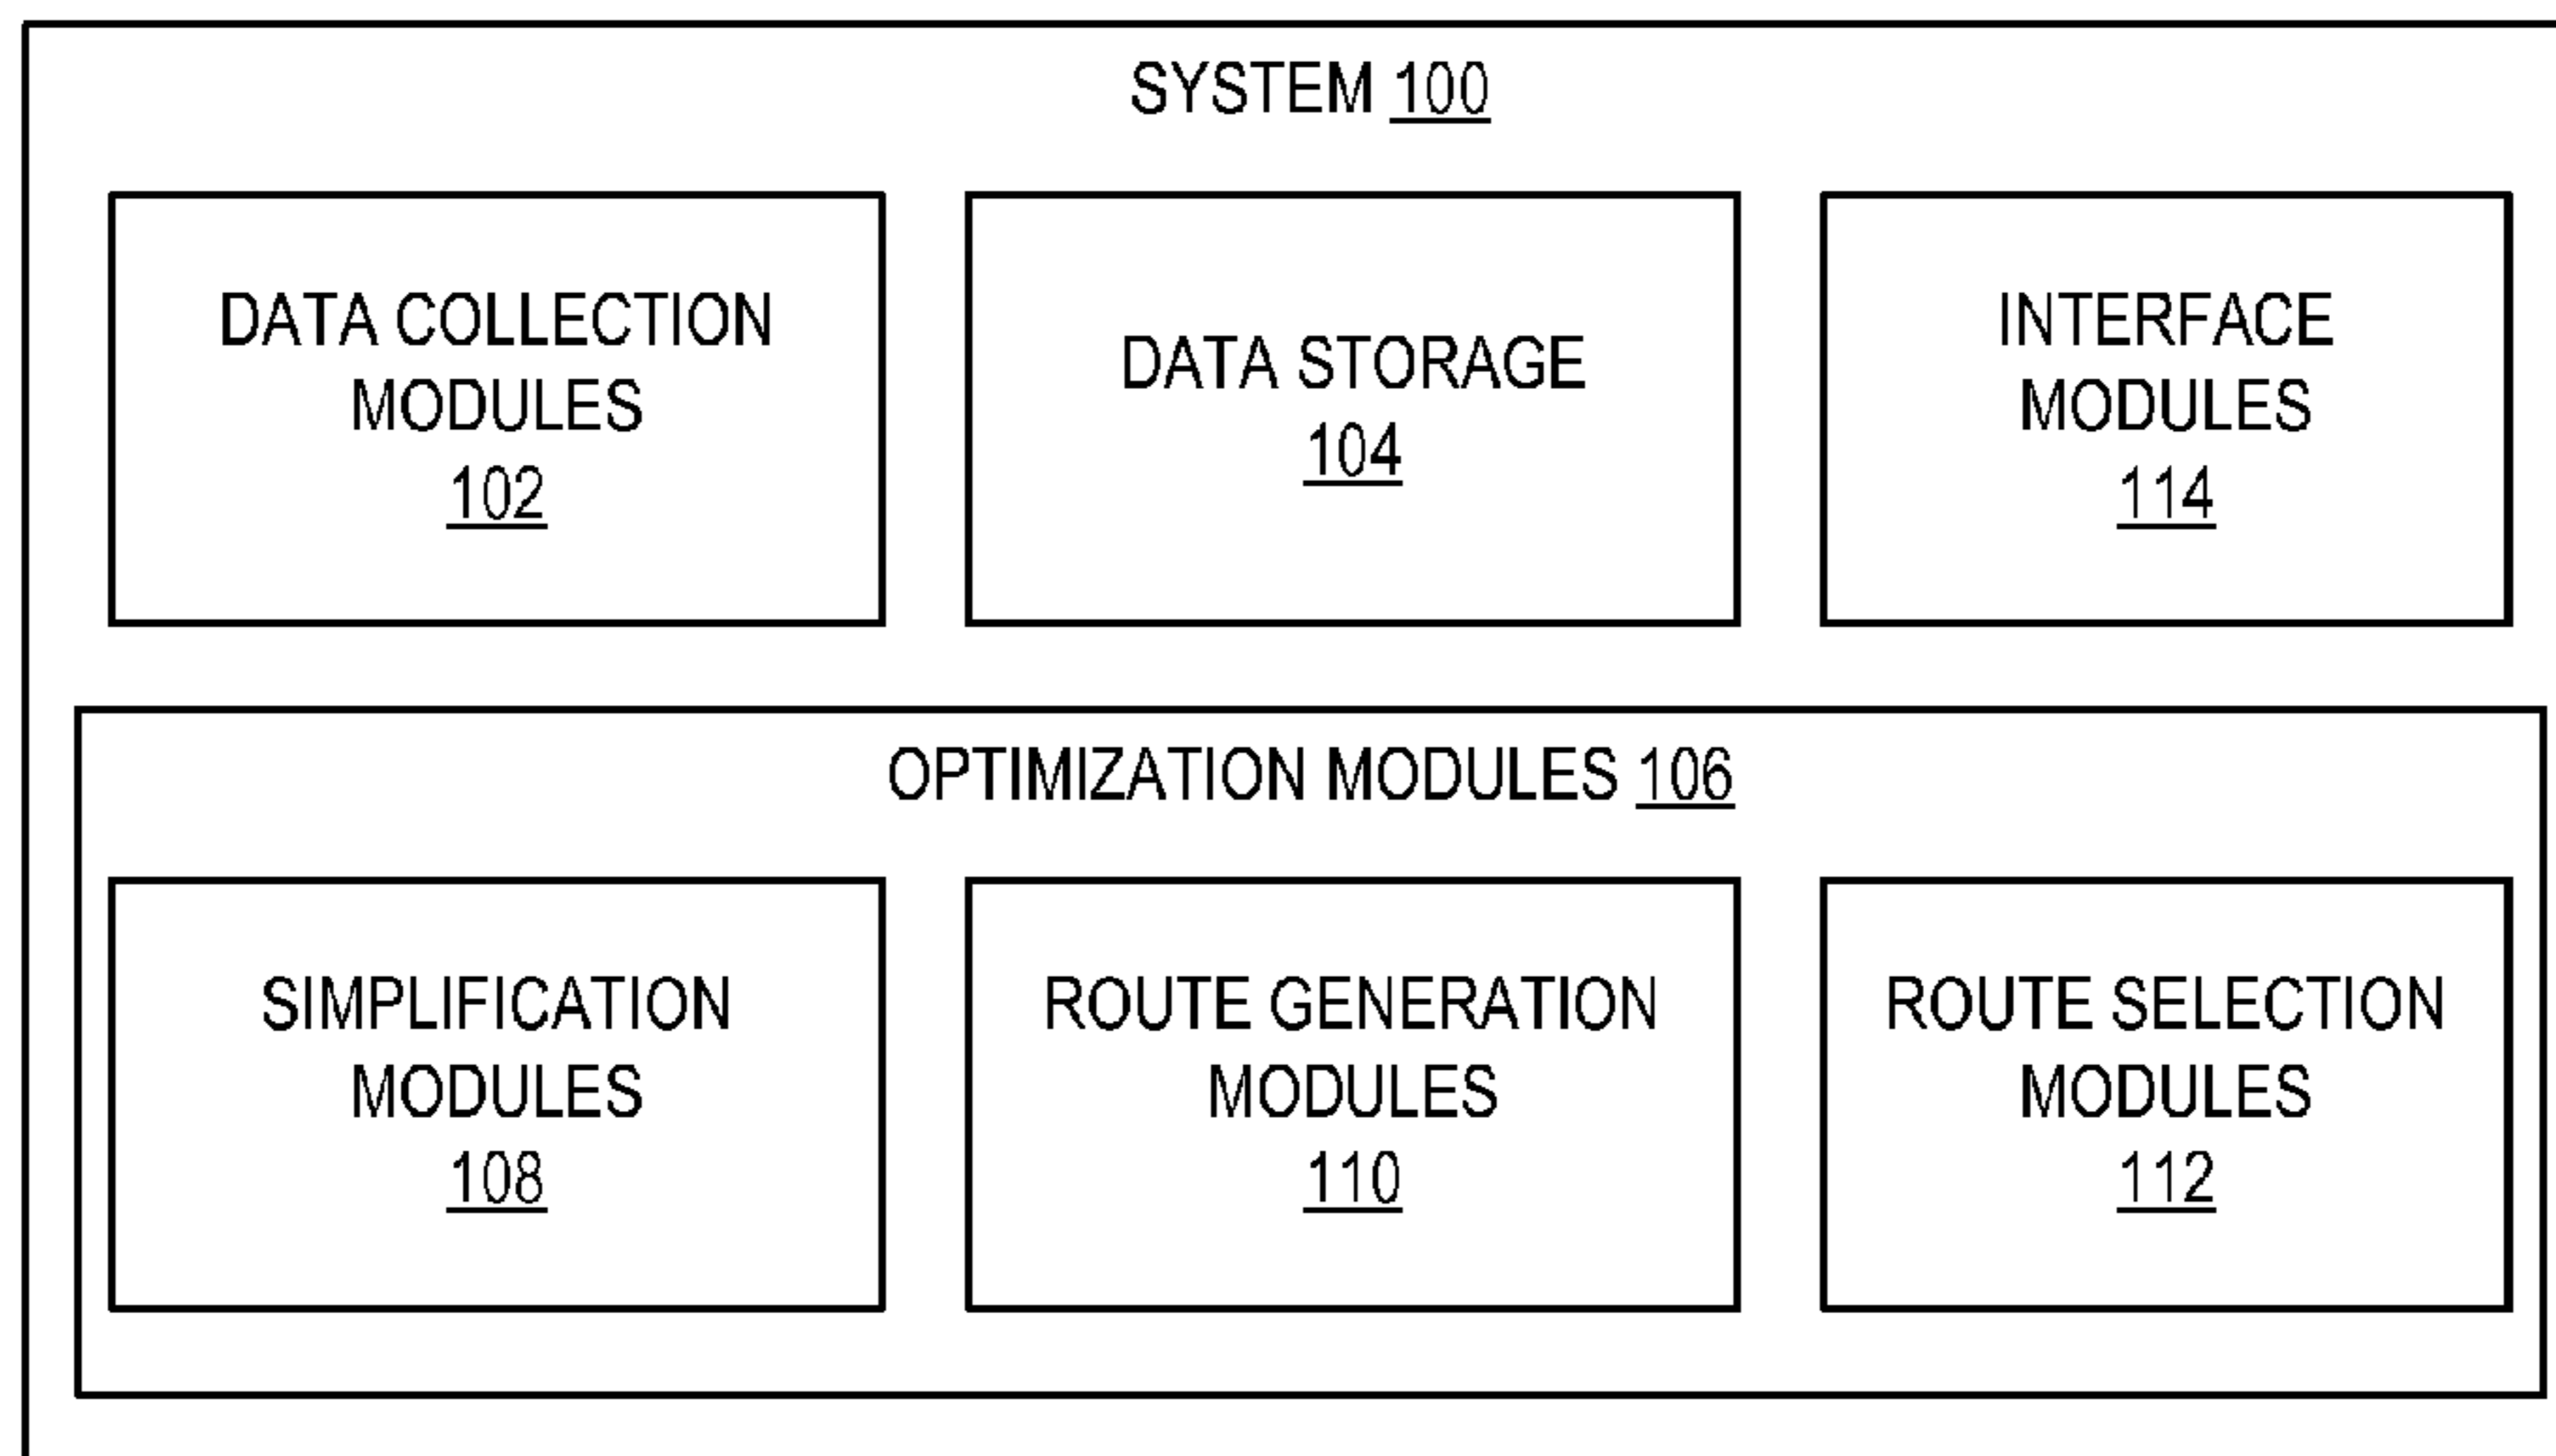 SYSTEM 100
DATA COLLECTION
MODULES
102
DATA STORAGE
104
INTERFACE
MODULES
114
OPTIMIZATION MODULES 106
SIMPLIFICATION
MODULES
108
ROUTE GENERATION
MODULES
110
ROUTE SELECTION
MODULES
112